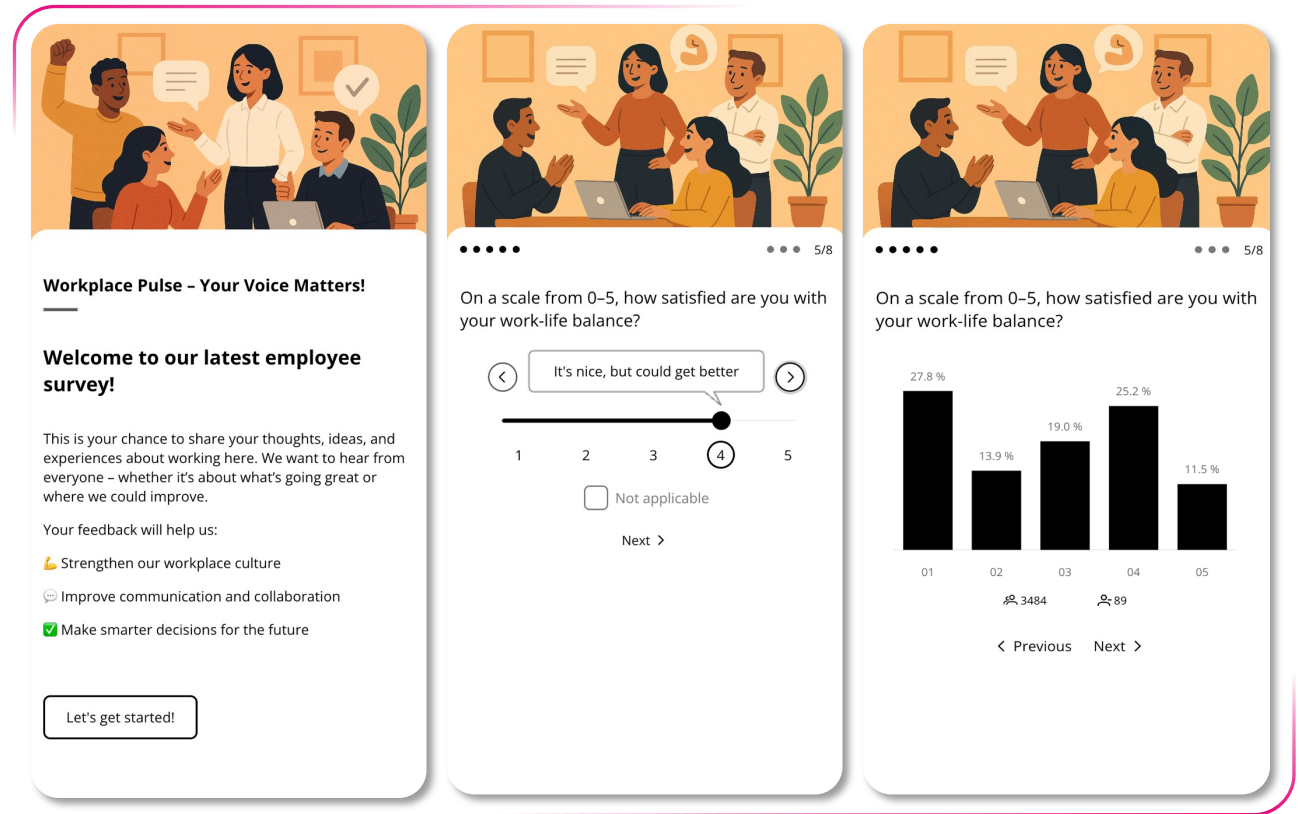 Workplace Pulse – Your Voice Matters!
Welcome to our latest employee
survey!
This is your chance to share your thoughts, ideas, and
experiences about working here. We want to hear from
everyone – whether it's about what's going great or
where we could improve.
Your feedback will help us:
💪 Strengthen our workplace culture
💬 Improve communication and collaboration
✅ Make smarter decisions for the future
Let's get started!
5/8
On a scale from 0–5, how satisfied are you with
your work-life balance?
It's nice, but could get better
1 2 3 4 5
Not applicable
Next >
5/8
On a scale from 0–5, how satisfied are you with
your work-life balance?
27.8 % 13.9 % 19.0 % 25.2 % 11.5 %
01 02 03 04 05
3484 89
< Previous Next >